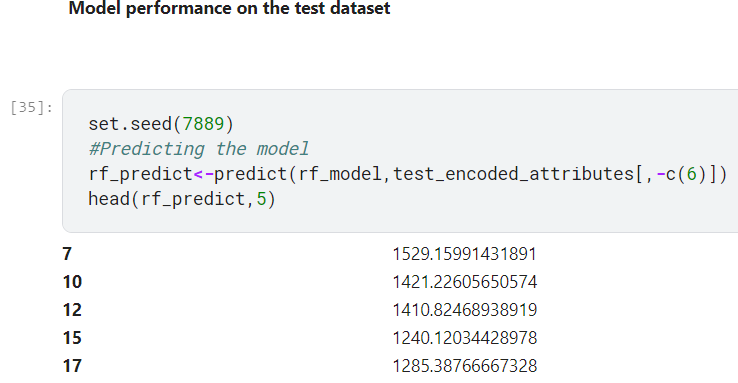 Model performance on the test dataset
[35]:
set.seed(7889)
#Predicting the model
rf_predict<-predict(rf_model,test_encoded_attributes[,-c(6)])
head(rf_predict,5)
7 1529.15991431891
10 1421.22605650574
12 1410.82468938919
15 1240.12034428978
17 1285.38766667328